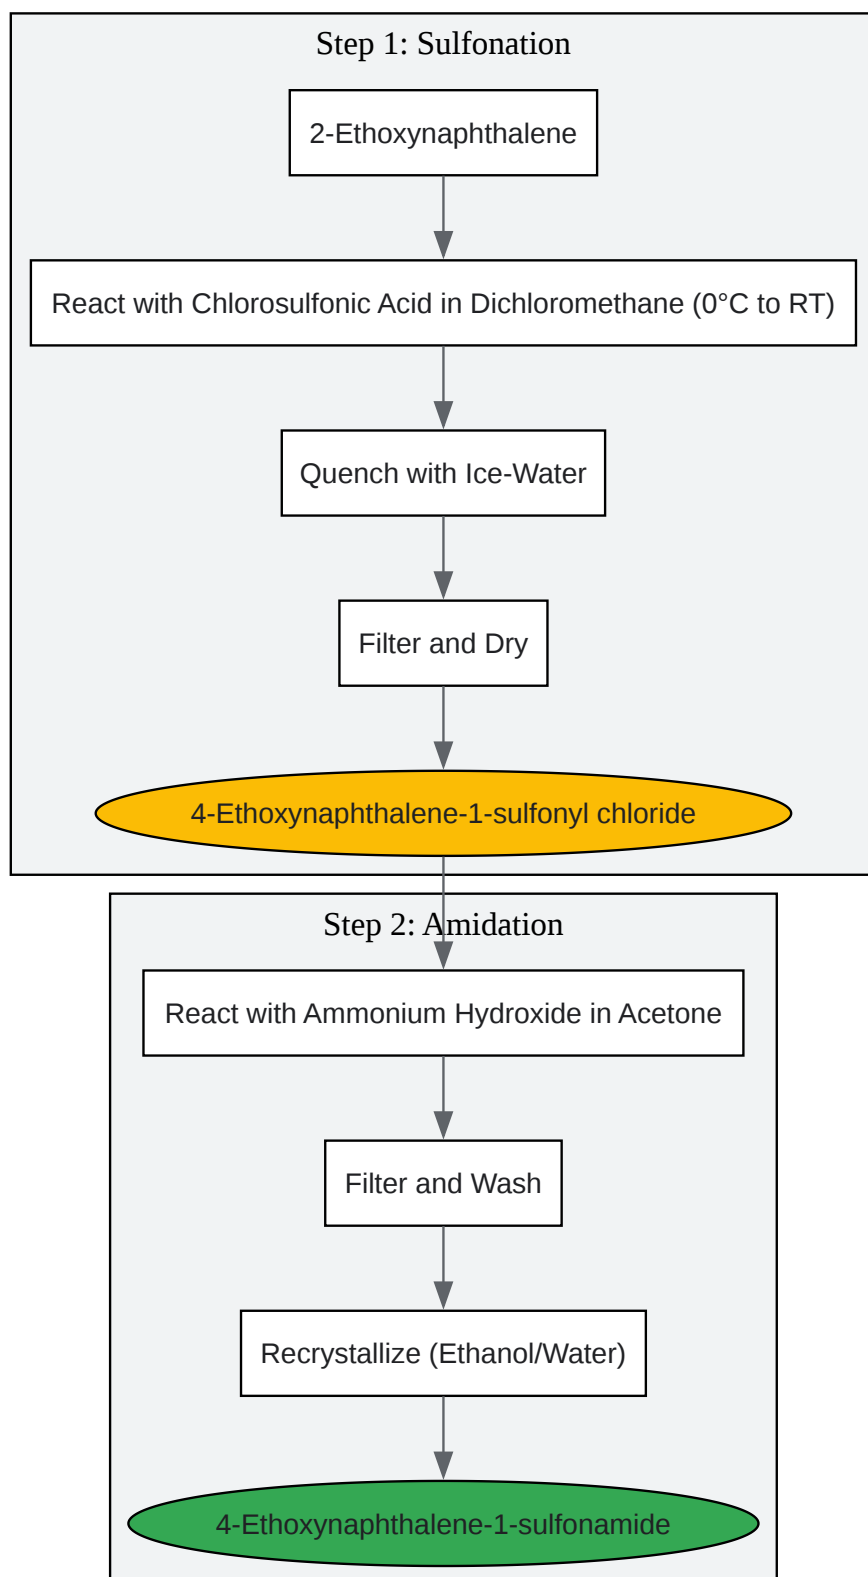 Step 1: Sulfonation
2-Ethoxynaphthalene
React with Chlorosulfonic Acid in Dichloromethane (0°C to RT)
Quench with Ice-Water
Filter and Dry
4-Ethoxynaphthalene-1-sulfonyl chloride
Step 2: Amidation
React with Ammonium Hydroxide in Acetone
Filter and Wash
Recrystallize (Ethanol/Water)
4-Ethoxynaphthalene-1-sulfonamide